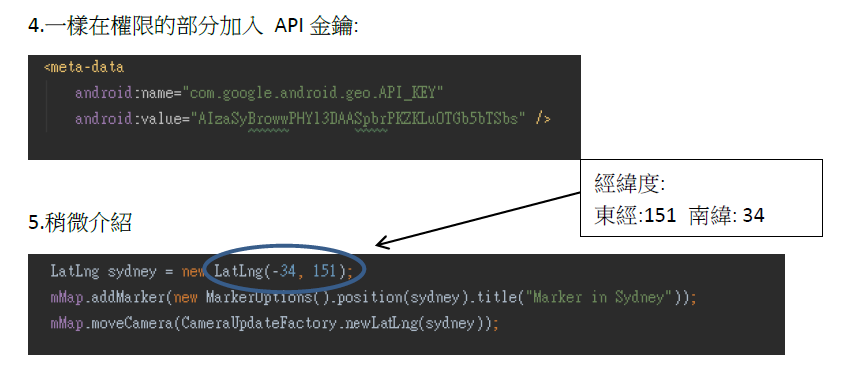 4.一樣在權限的部分加入 API 金鑰:
<meta-data
android:name="com.google.android.geo.API_KEY"
android:value="AIzaSyBrowwPHYl3DAASpbrPKZKLuOTGb5bTSbs" />
經緯度:
東經:151 南緯: 34
5.稍微介紹
LatLng sydney = new LatLng(-34, 151);
mMap.addMarker(new MarkerOptions().position(sydney).title("Marker in Sydney"));
mMap.moveCamera(CameraUpdateFactory.newLatLng(sydney));